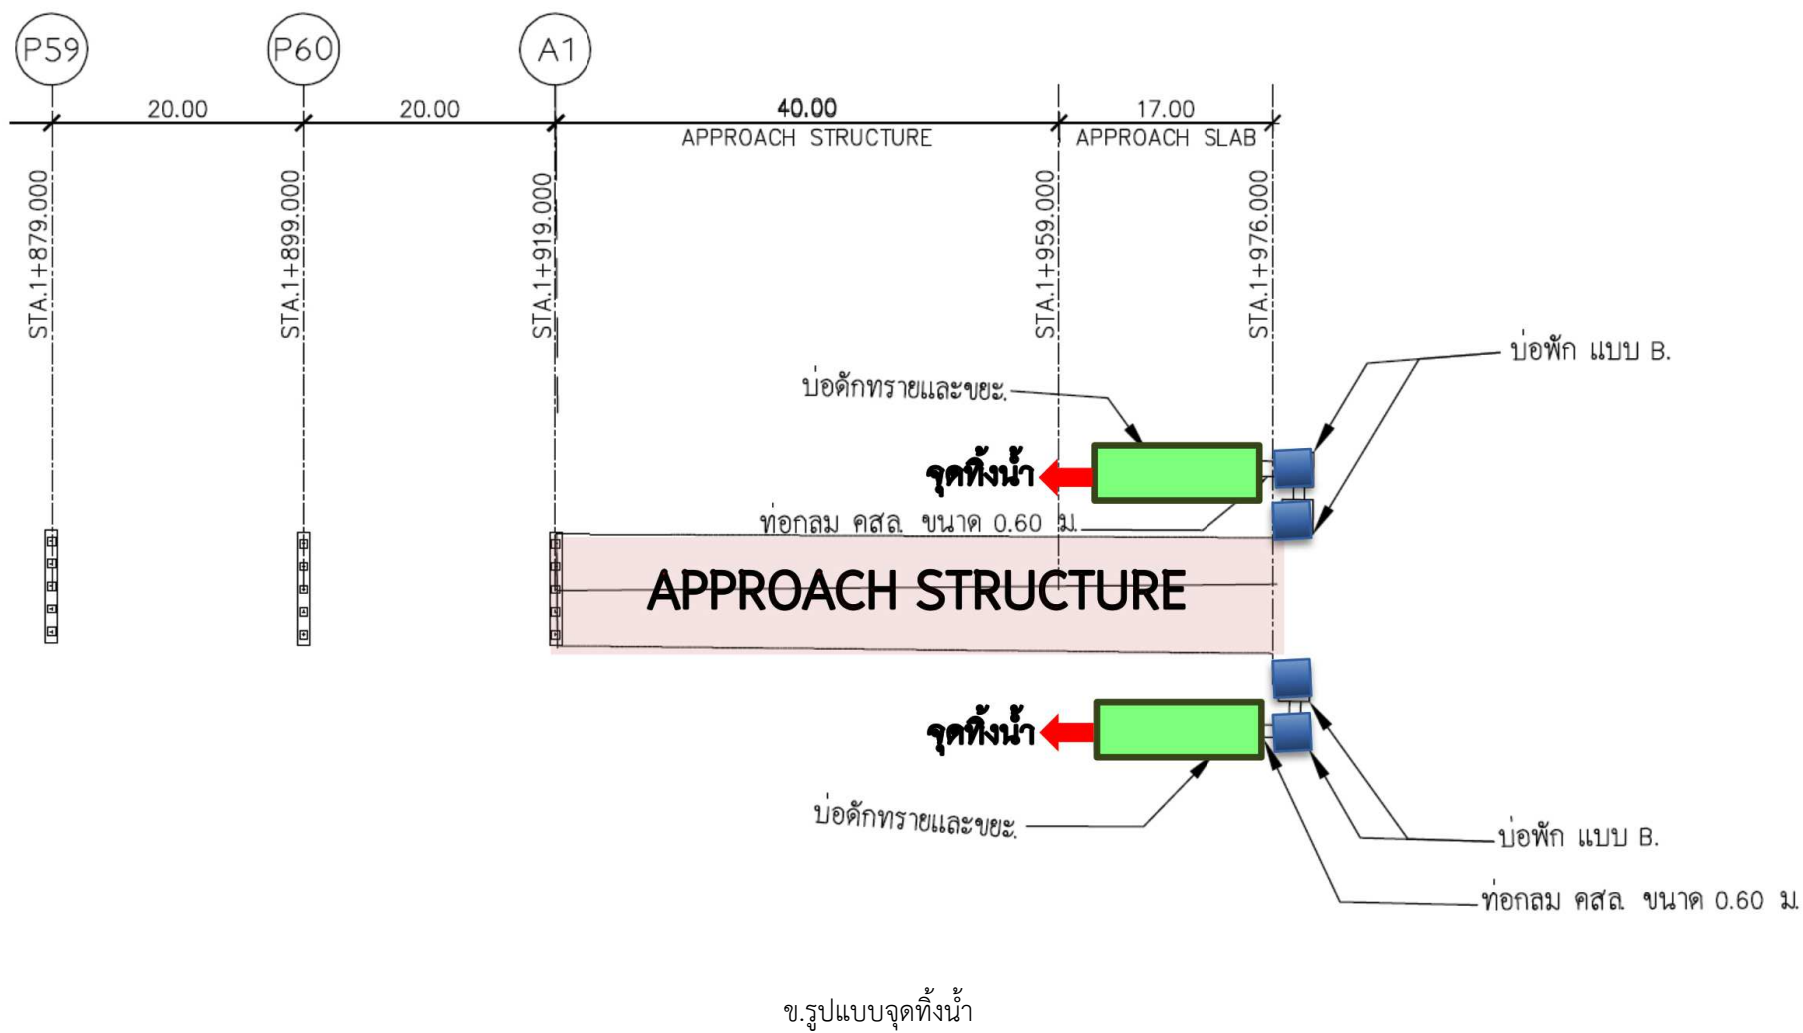 P59 P60 A1
20.00 20.00 40.00 17.00
APPROACH STRUCTURE APPROACH SLAB
STA.1+879.000
STA.1+899.000
STA.1+919.000
STA.1+959.000
STA.1+976.000
บ่อพัก แบบ B.
บ่อดักทรายและขยะ.
จุดทิ้งน้ำ
ท่อกลม คสล. ขนาด 0.60 ม.
APPROACH STRUCTURE
จุดทิ้งน้ำ
บ่อดักทรายและขยะ.
บ่อพัก แบบ B.
ท่อกลม คสล. ขนาด 0.60 ม.
ข.รูปแบบจุดทิ้งน้ำ